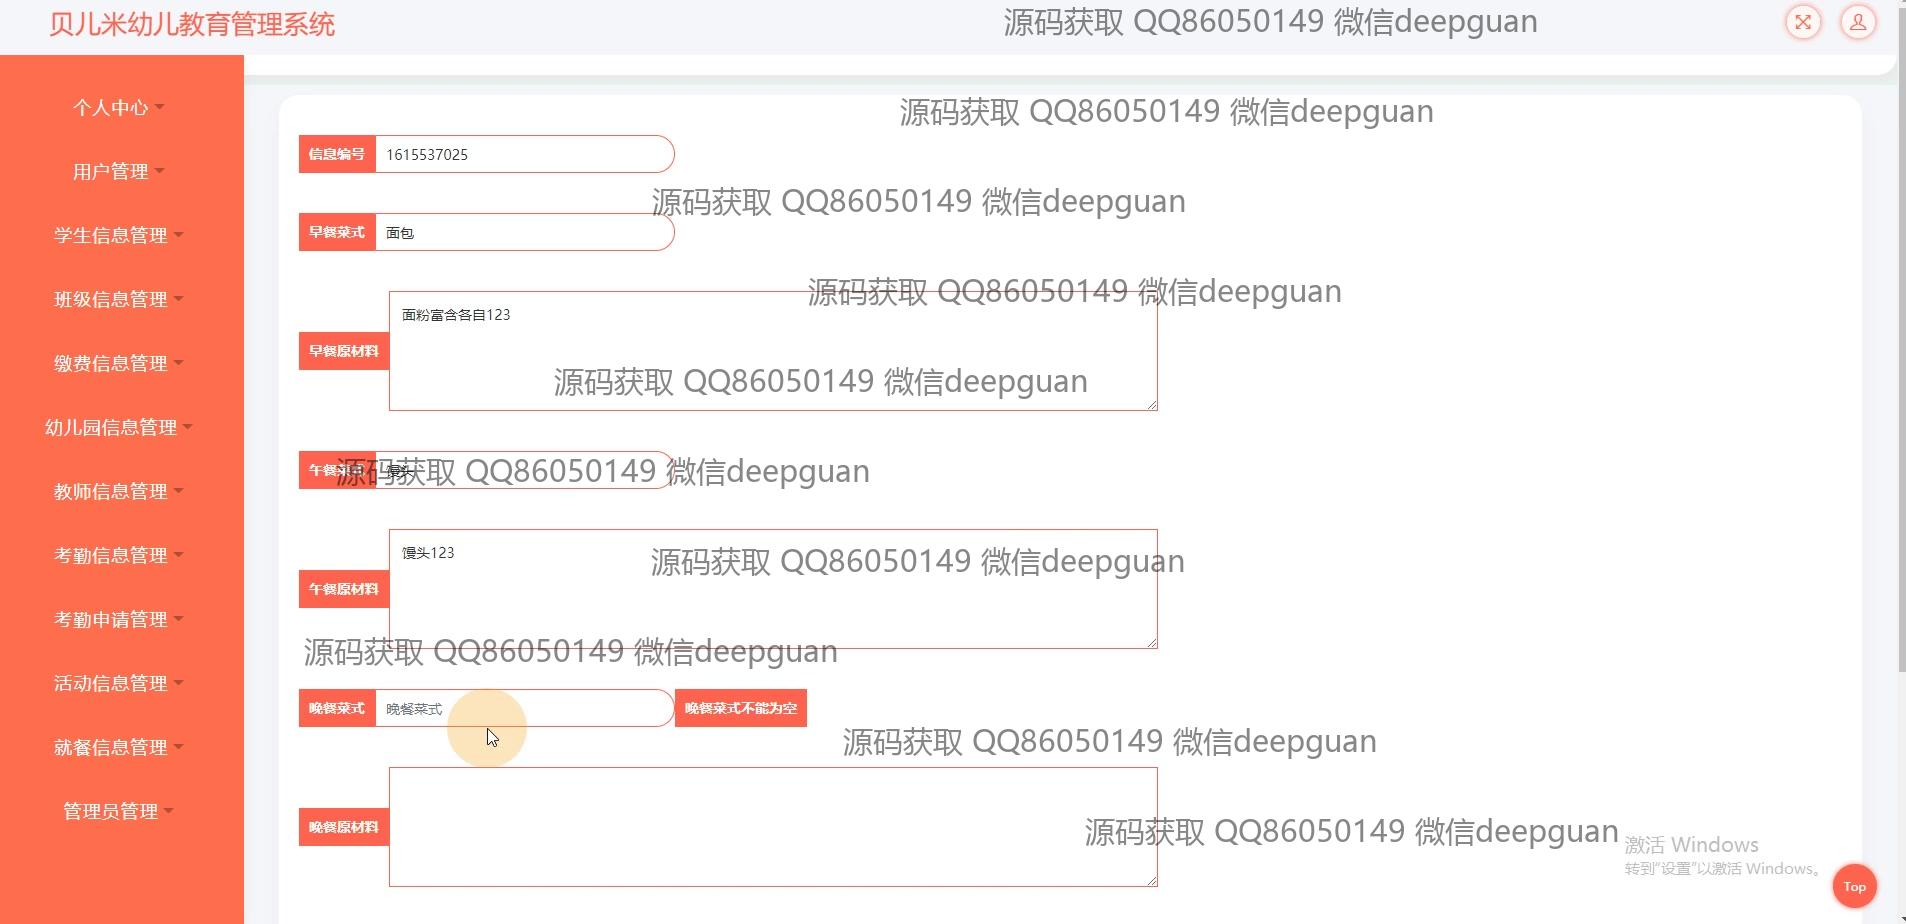 贝儿米幼儿教育管理系统
源码获取 QQ86050149 微信deepguan
个人中心
源码获取 QQ86050149 微信deepguan
信息编号 1615537025
用户管理
源码获取 QQ86050149 微信deepguan
学生信息管理
早餐菜式 面包
班级信息管理
源码获取 QQ86050149 微信deepguan
面粉富含各自123
早餐原材料
缴费信息管理
源码获取 QQ86050149 微信deepguan
幼儿园信息管理
午餐菜式 馒头
源码获取 QQ86050149 微信deepguan
教师信息管理
馒头123
考勤信息管理
源码获取 QQ86050149 微信deepguan
午餐原材料
考勤申请管理
源码获取 QQ86050149 微信deepguan
活动信息管理
晚餐菜式 晚餐菜式 晚餐菜式不能为空
就餐信息管理
源码获取 QQ86050149 微信deepguan
管理员管理
晚餐原材料
源码获取 QQ86050149 微信deepguan
激活 Windows
转到"设置"以激活 Windows。
Top